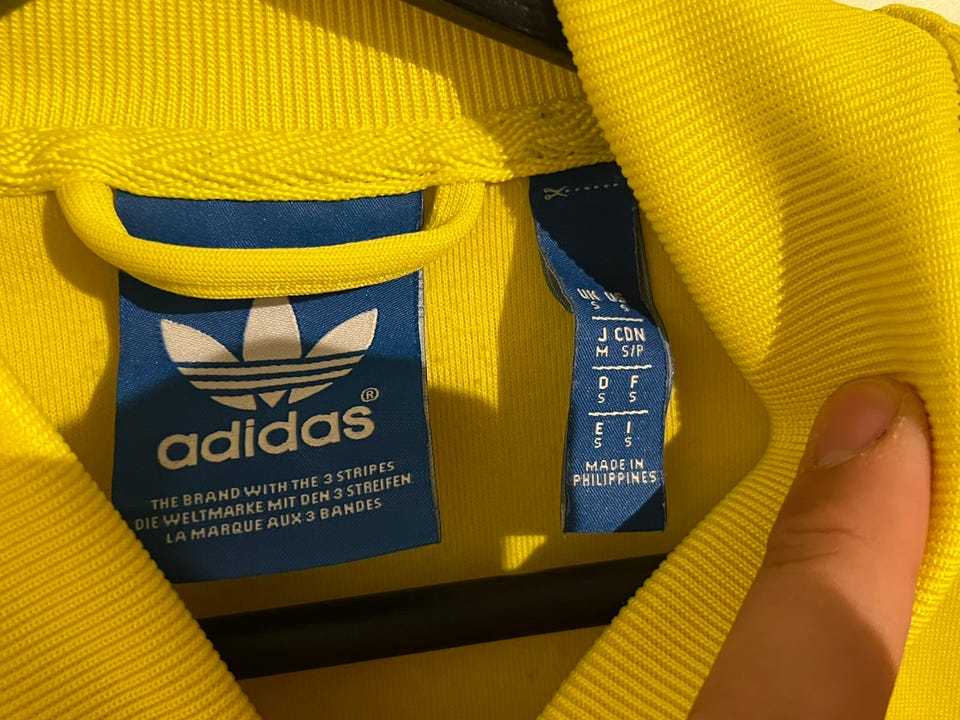 adidas®
THE BRAND WITH THE 3 STRIPES
DIE WELTMARKE MIT DEN 3 STREIFEN
LA MARQUE AUX 3 BANDES
UK US
S S
J CDN
M S/P
D F
S S
E I
S S
MADE IN
PHILIPPINES